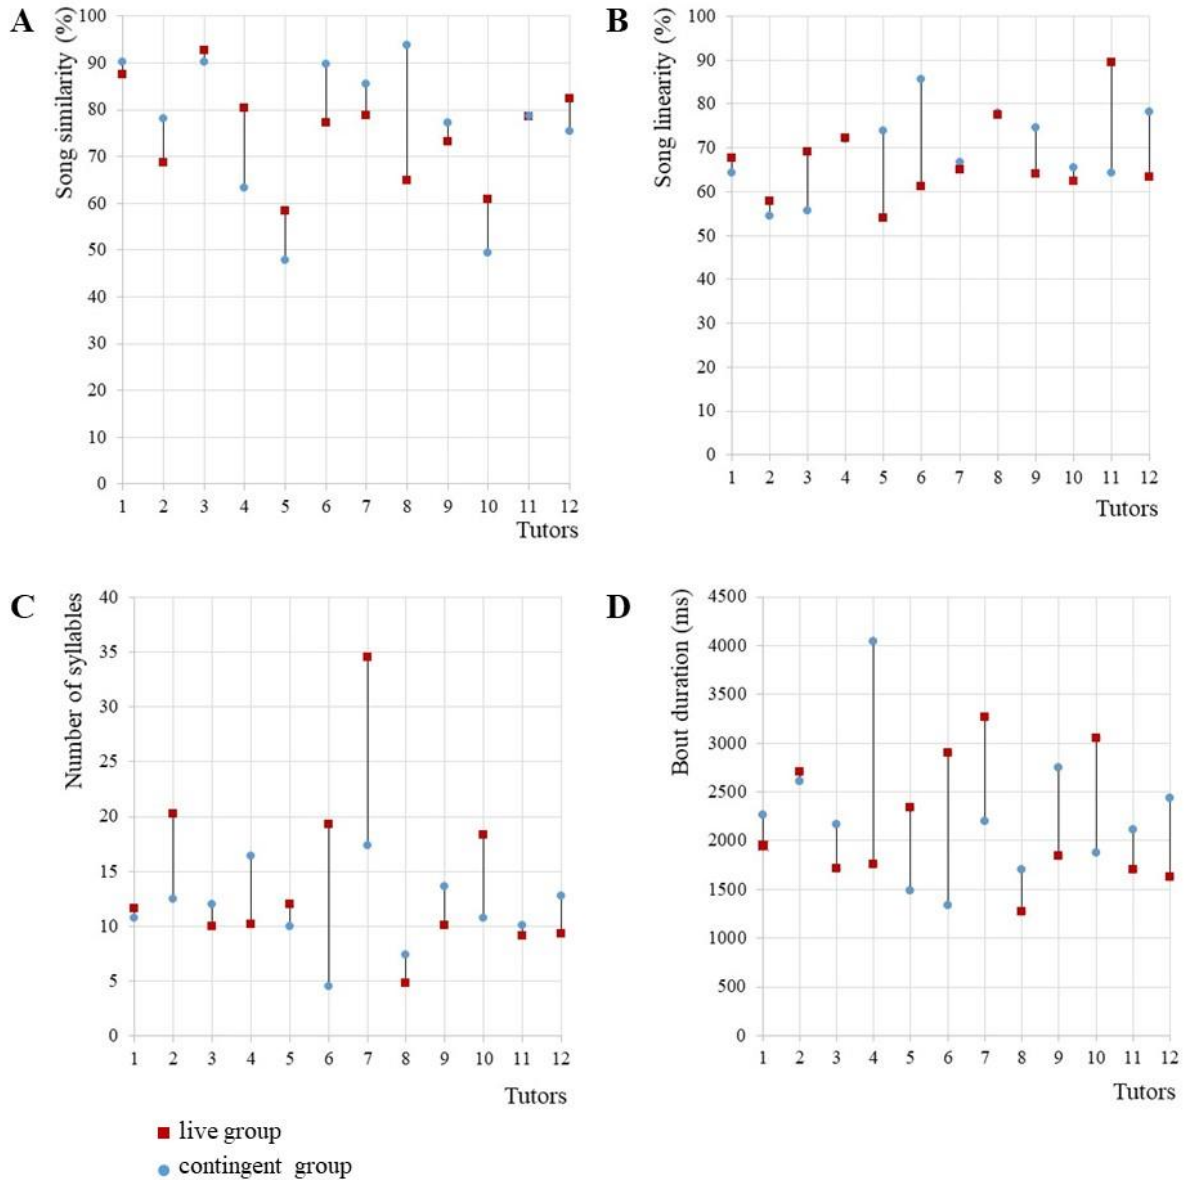 A
Song similarity (%)
100
90
80
70
60
50
40
30
20
10
0
1 2 3 4 5 6 7 8 9 10 11 12
Tutors
B
Song linearity (%)
100
90
80
70
60
50
40
30
20
10
0
1 2 3 4 5 6 7 8 9 10 11 12
Tutors
C
Number of syllables
40
35
30
25
20
15
10
5
0
1 2 3 4 5 6 7 8 9 10 11 12
Tutors
D
Bout duration (ms)
4500
4000
3500
3000
2500
2000
1500
1000
500
0
1 2 3 4 5 6 7 8 9 10 11 12
Tutors
live group
contingent group